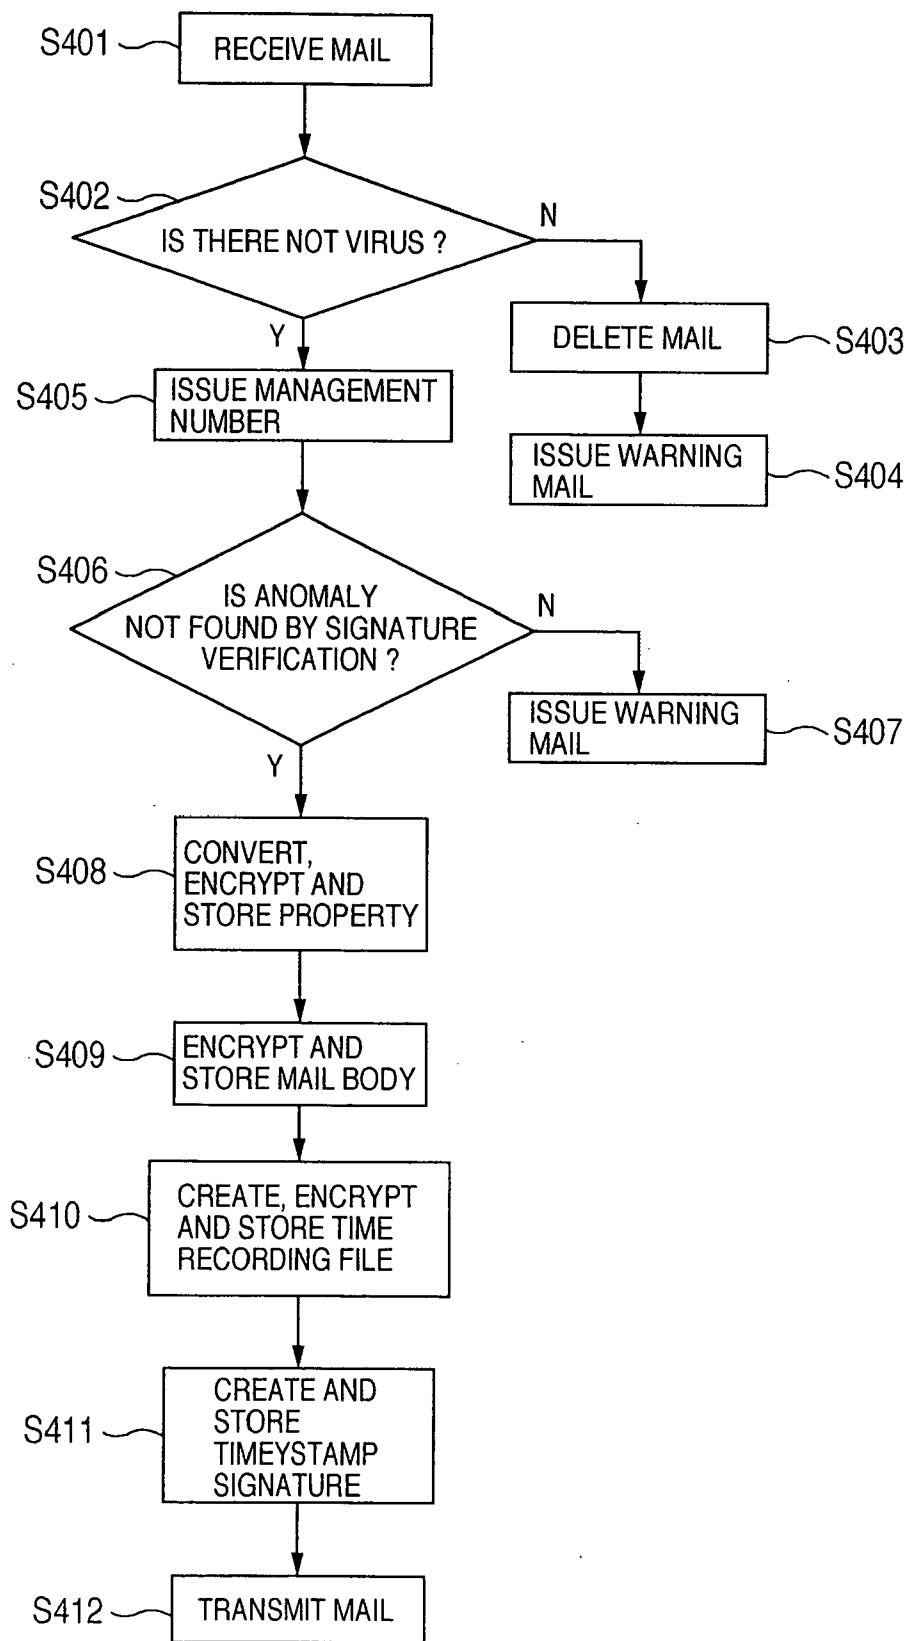 S401
RECEIVE MAIL
S402
IS THERE NOT VIRUS ?
N
Y
DELETE MAIL
S403
S405
ISSUE MANAGEMENT
NUMBER
ISSUE WARNING
MAIL
S404
S406
IS ANOMALY
NOT FOUND BY SIGNATURE
VERIFICATION ?
N
Y
ISSUE WARNING
MAIL
S407
S408
CONVERT,
ENCRYPT AND
STORE PROPERTY
S409
ENCRYPT AND
STORE MAIL BODY
S410
CREATE, ENCRYPT
AND STORE TIME
RECORDING FILE
S411
CREATE AND
STORE
TIMEYSTAMP
SIGNATURE
S412
TRANSMIT MAIL